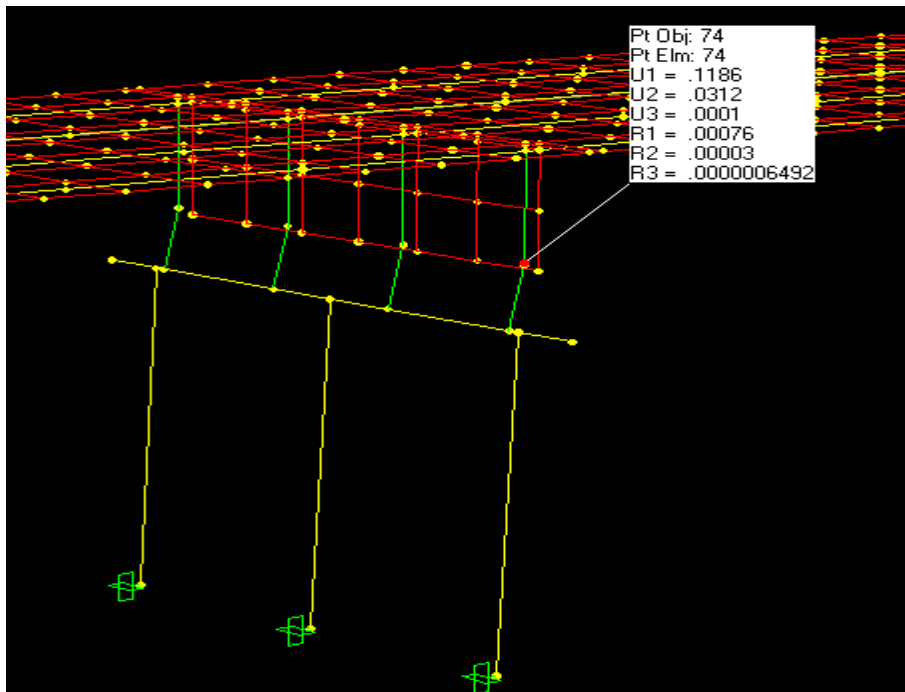 Pt Obj: 74
Pt Elm: 74
U1 = .1186
U2 = .0312
U3 = .0001
R1 = .00076
R2 = .00003
R3 = .0000006492